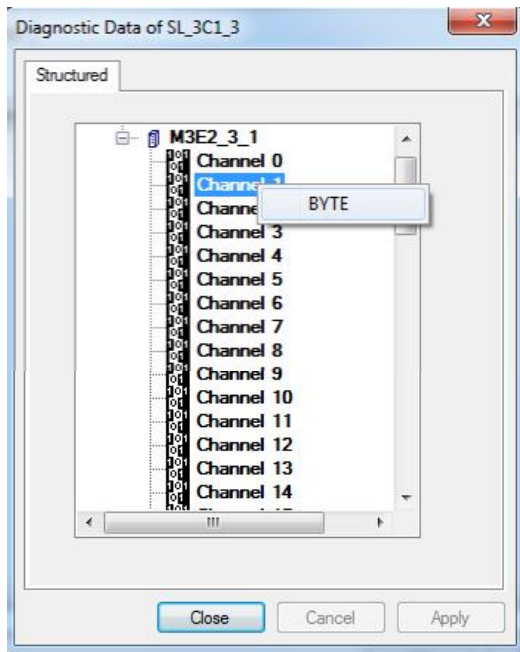 Diagnostic Data of SL_3C1_3
Structured
M3E2_3_1
Channel 0
Channel 1
BYTE
Channel 3
Channel 4
Channel 5
Channel 6
Channel 7
Channel 8
Channel 9
Channel 10
Channel 11
Channel 12
Channel 13
Channel 14
Close Cancel Apply